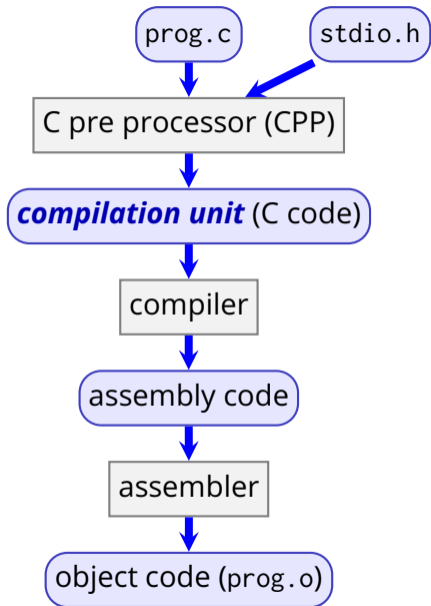 prog.c
stdio.h
C pre processor (CPP)
compilation unit (C code)
compiler
assembly code
assembler
object code (prog.o)